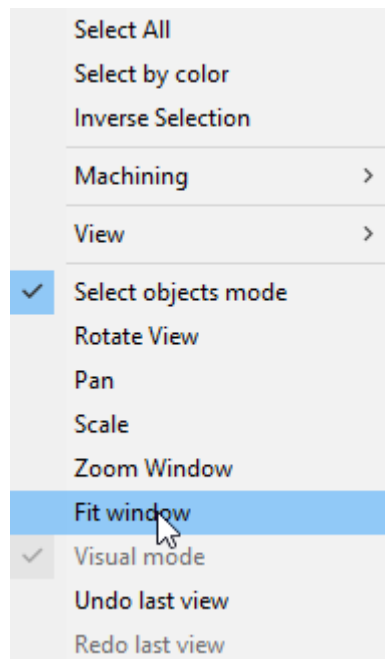 Select All
Select by color
Inverse Selection
Machining
View
Select objects mode
Rotate View
Pan
Scale
Zoom Window
Fit window
Visual mode
Undo last view
Redo last view